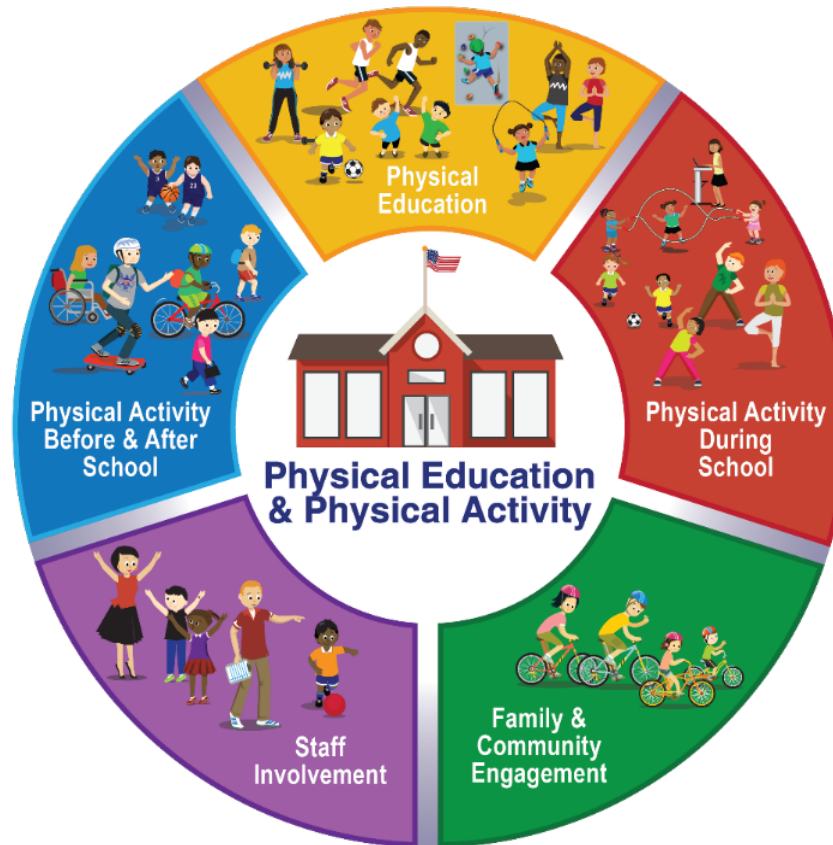 Physical
Education
Physical Activity
Before & After
School
Physical Activity
During
School
Physical Education
& Physical Activity
Staff
Involvement
Family &
Community
Engagement